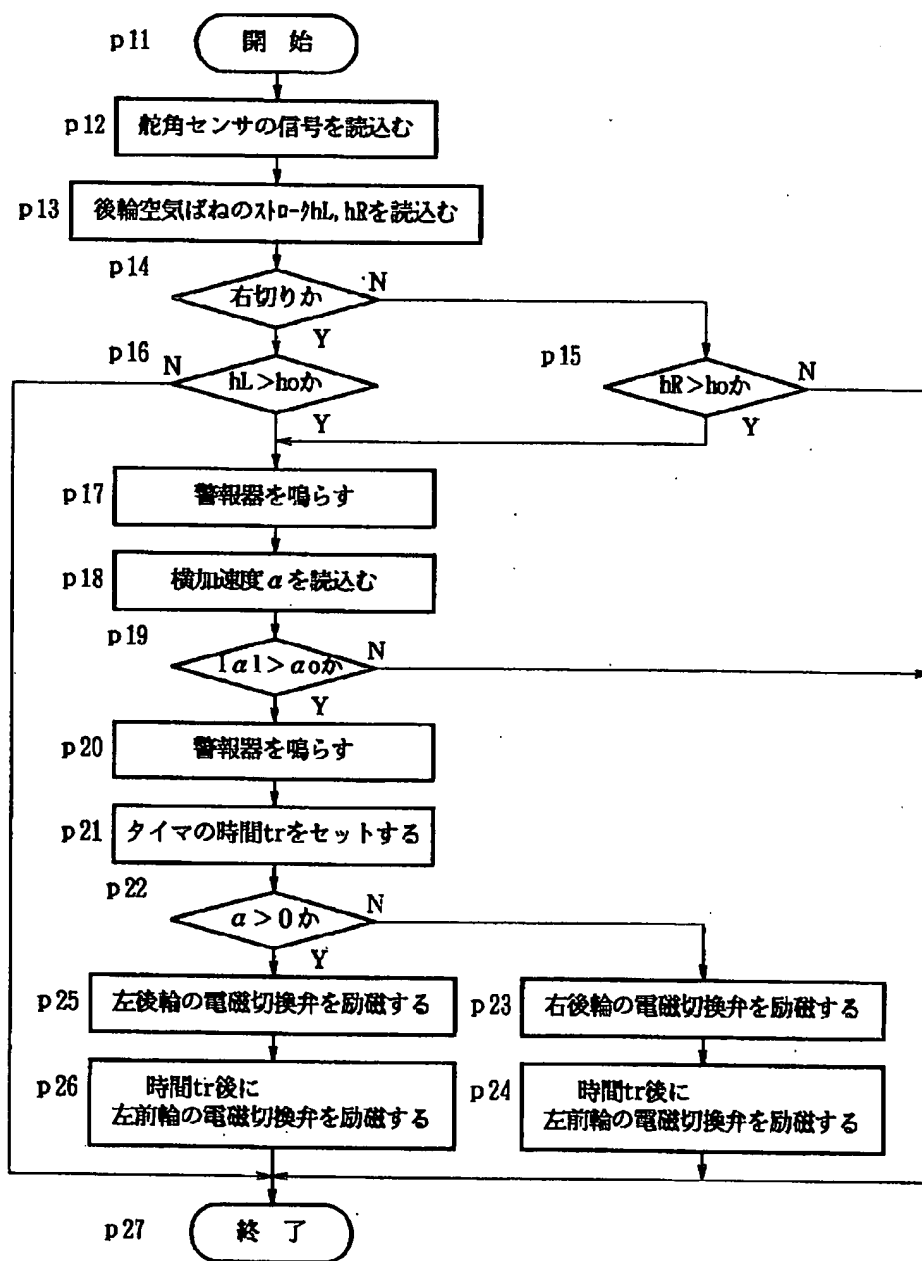 p11 開 始
p12 舵角センサの信号を読込む
p13 後輪空気ばねのストロークhL, hRを読込む
p14 右切りか N
Y
p16 N hL>hoか
Y
p15 hR>hoか N
Y
p17 警報器を鳴らす
p18 横加速度αを読込む
p19 |α|>αoか N
Y
p20 警報器を鳴らす
p21 タイマの時間trをセットする
p22 α>0か N
Y
p25 左後輪の電磁切換弁を励磁する
p23 右後輪の電磁切換弁を励磁する
p26 時間tr後に
左前輪の電磁切換弁を励磁する
p24 時間tr後に
左前輪の電磁切換弁を励磁する
p27 終 了